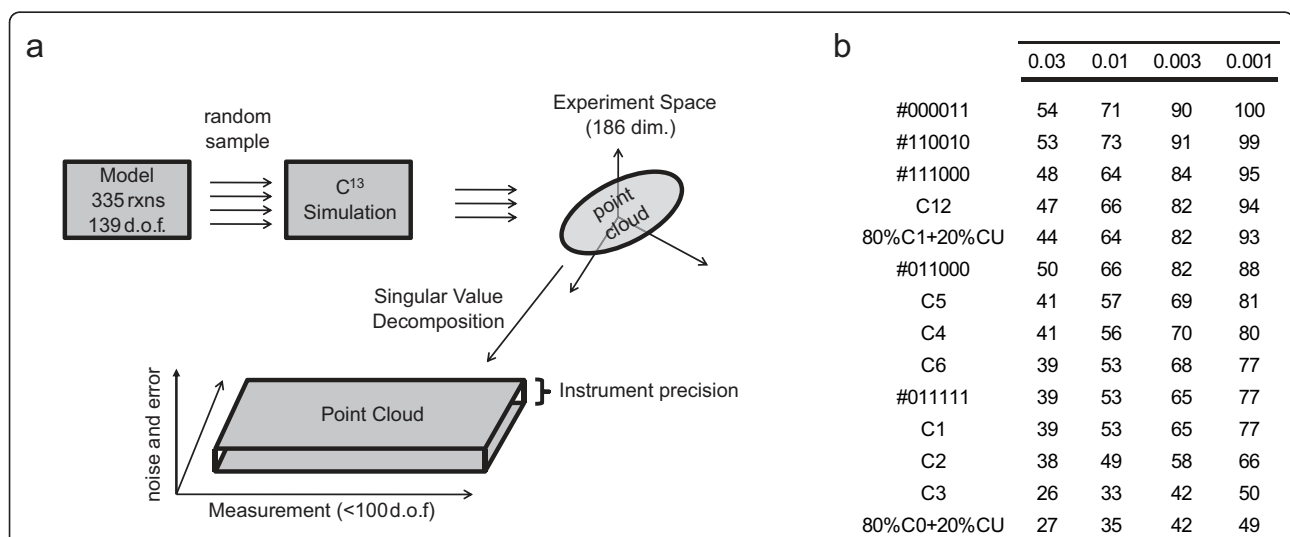 a
random
sample
Model
335 rxns
139 d.o.f.
C¹³
Simulation
Experiment Space
(186 dim.)
point
cloud
Singular Value
Decomposition
noise and error
Point Cloud
Instrument precision
Measurement (<100 d.o.f)
b
0.03 0.01 0.003 0.001
#000011 54 71 90 100
#110010 53 73 91 99
#111000 48 64 84 95
C12 47 66 82 94
80%C1+20%CU 44 64 82 93
#011000 50 66 82 88
C5 41 57 69 81
C4 41 56 70 80
C6 39 53 68 77
#011111 39 53 65 77
C1 39 53 65 77
C2 38 49 58 66
C3 26 33 42 50
80%C0+20%CU 27 35 42 49